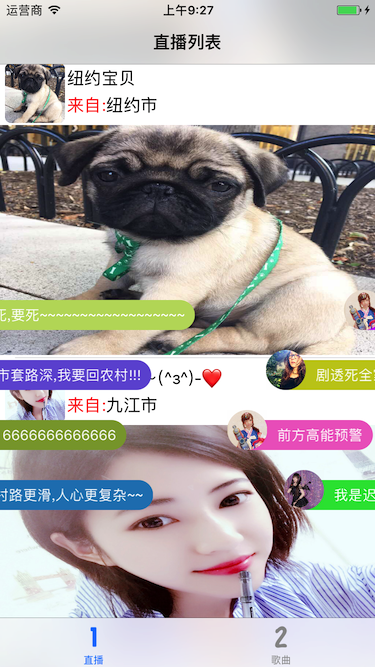 运营商 上午9:27
直播列表
纽约宝贝
来自:纽约市
死,要死~~~~~~~~~~~~~~~~~~
市套路深,我要回农村!!!
~(^з^)-❤️
剧透死全
来自:九江市
6666666666666
前方高能预警
村路更滑,人心更复杂~~
我是迟
1
2
直播
歌曲